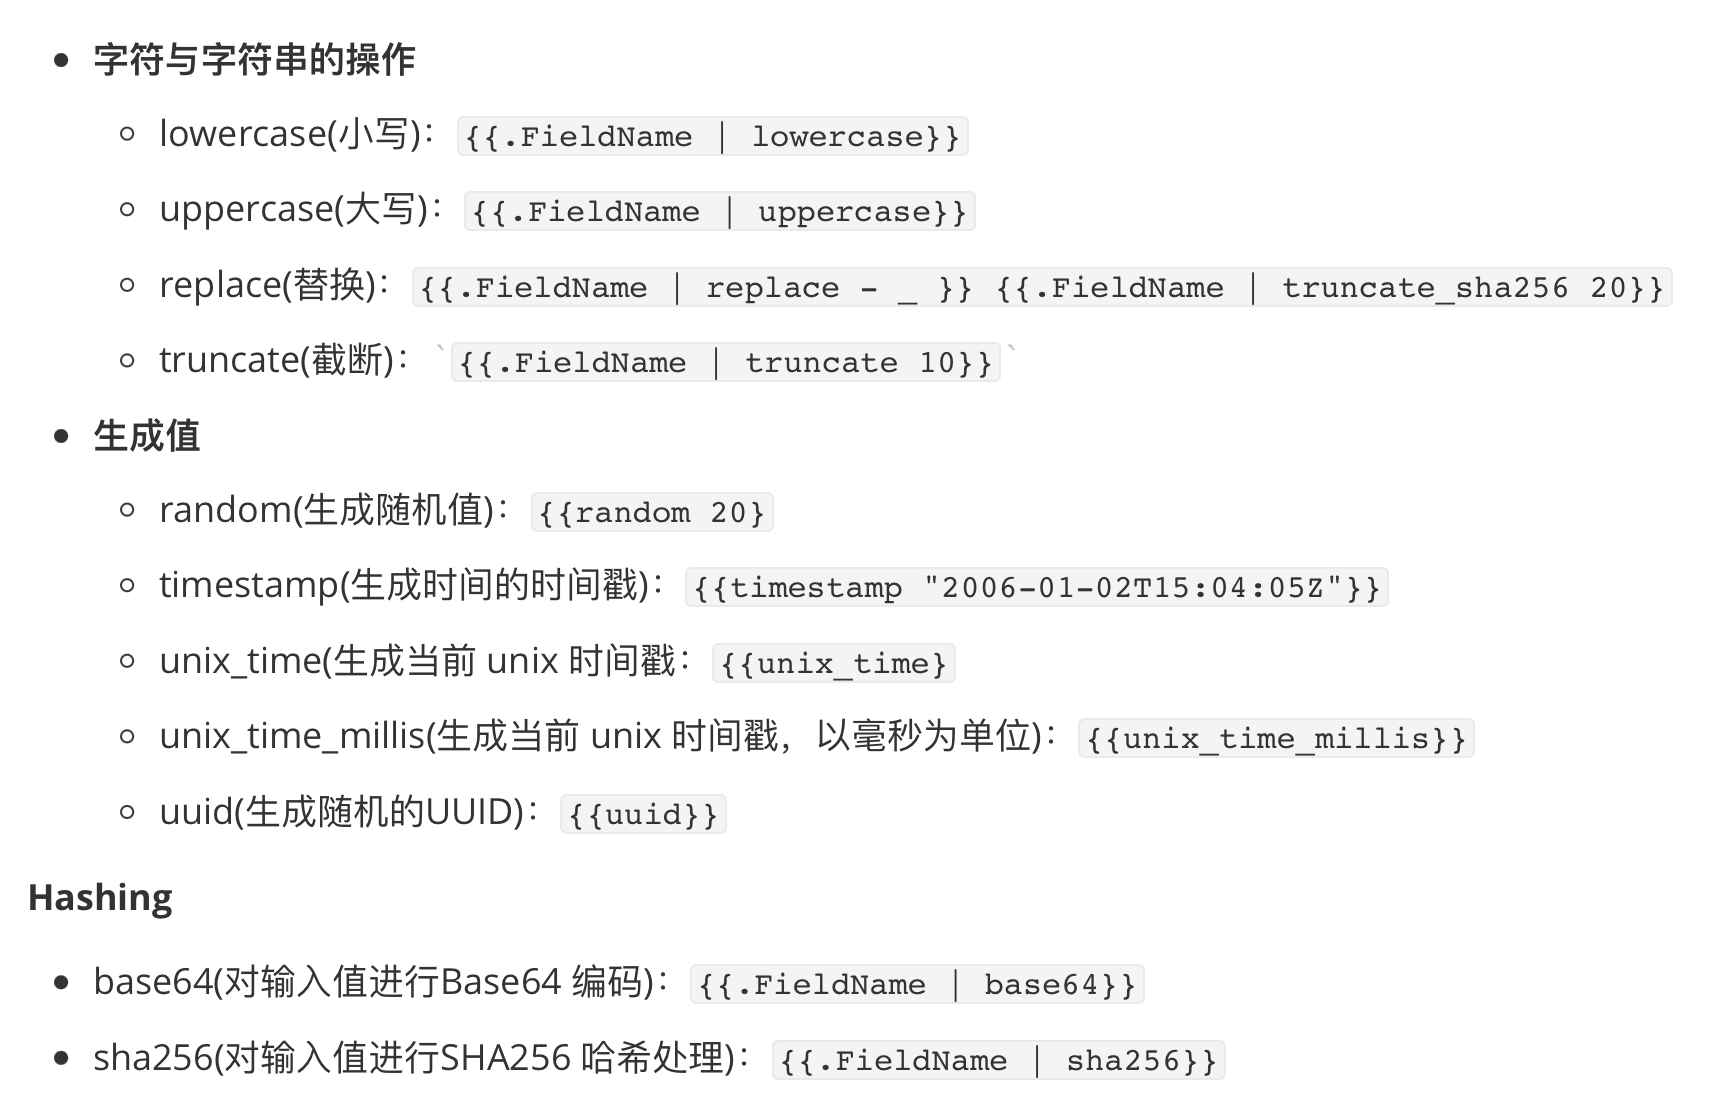 字符与字符串的操作
lowercase(小写)： {{.FieldName | lowercase}}
uppercase(大写)： {{.FieldName | uppercase}}
replace(替换)： {{.FieldName | replace - _ }} {{.FieldName | truncate_sha256 20}}
truncate(截断)： `{{.FieldName | truncate 10}}`
生成值
random(生成随机值)： {{random 20}
timestamp(生成时间的时间戳)： {{timestamp "2006-01-02T15:04:05Z"}}
unix_time(生成当前 unix 时间戳： {{unix_time}
unix_time_millis(生成当前 unix 时间戳，以毫秒为单位)： {{unix_time_millis}}
uuid(生成随机的UUID)： {{uuid}}
Hashing
base64(对输入值进行Base64 编码)： {{.FieldName | base64}}
sha256(对输入值进行SHA256 哈希处理)： {{.FieldName | sha256}}